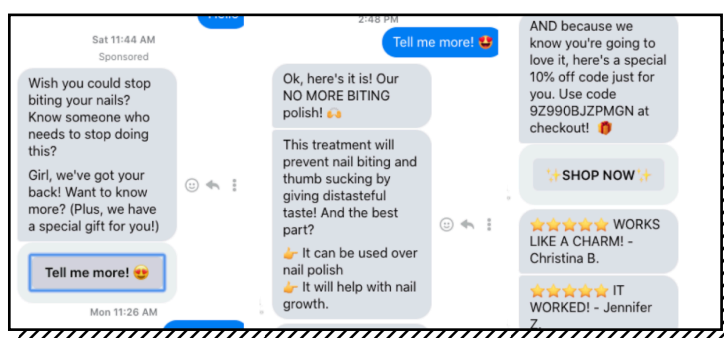 Sat 11:44 AM
Sponsored
Wish you could stop
biting your nails?
Know someone who
needs to stop doing
this?
Girl, we've got your
back! Want to know
more? (Plus, we have
a special gift for you!)
Tell me more! 😍
Mon 11:26 AM
2:48 PM
Tell me more! 😍
Ok, here's it is! Our
NO MORE BITING
polish! 🙌
This treatment will
prevent nail biting and
thumb sucking by
giving distasteful
taste! And the best
part?
👉 It can be used over
nail polish
👉 It will help with nail
growth.
AND because we
know you're going to
love it, here's a special
10% off code just for
you. Use code
9Z990BJZPMGN at
checkout! 🎁
✨SHOP NOW✨
⭐⭐⭐⭐⭐ WORKS
LIKE A CHARM! -
Christina B.
⭐⭐⭐⭐⭐ IT
WORKED! - Jennifer
Z.